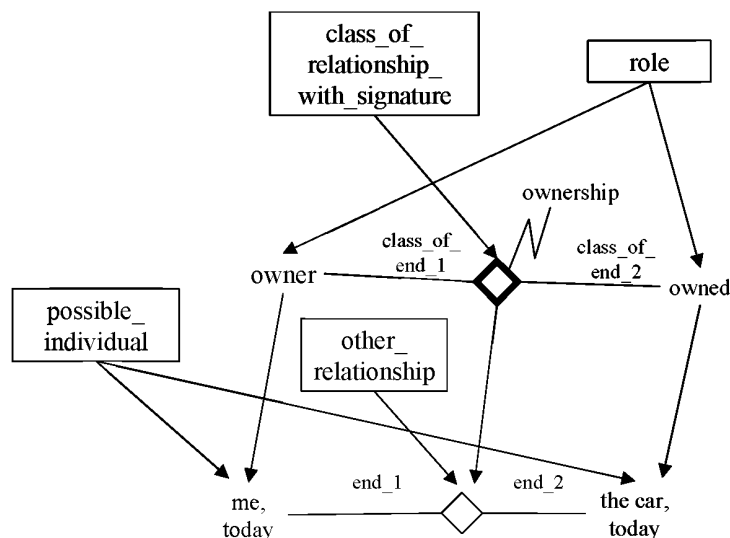 class_of_
relationship_
with_signature
role
ownership
class_of_
end_1
class_of_
end_2
owner
owned
possible_
individual
other_
relationship
end_1
end_2
me,
today
the car,
today